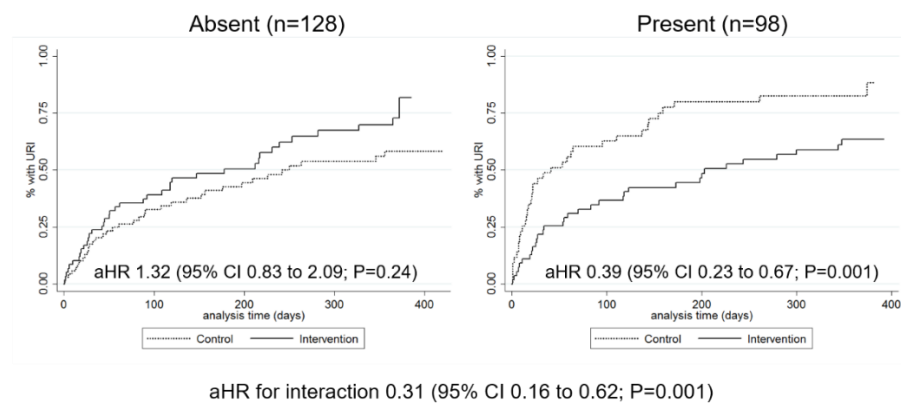 Absent (n=128)
% with URI
0.00 0.25 0.50 0.75 1.00
aHR 1.32 (95% CI 0.83 to 2.09; P=0.24)
0 100 200 300 400
analysis time (days)
Control Intervention
Present (n=98)
% with URI
0.00 0.25 0.50 0.75 1.00
aHR 0.39 (95% CI 0.23 to 0.67; P=0.001)
0 100 200 300 400
analysis time (days)
Control Intervention
aHR for interaction 0.31 (95% CI 0.16 to 0.62; P=0.001)